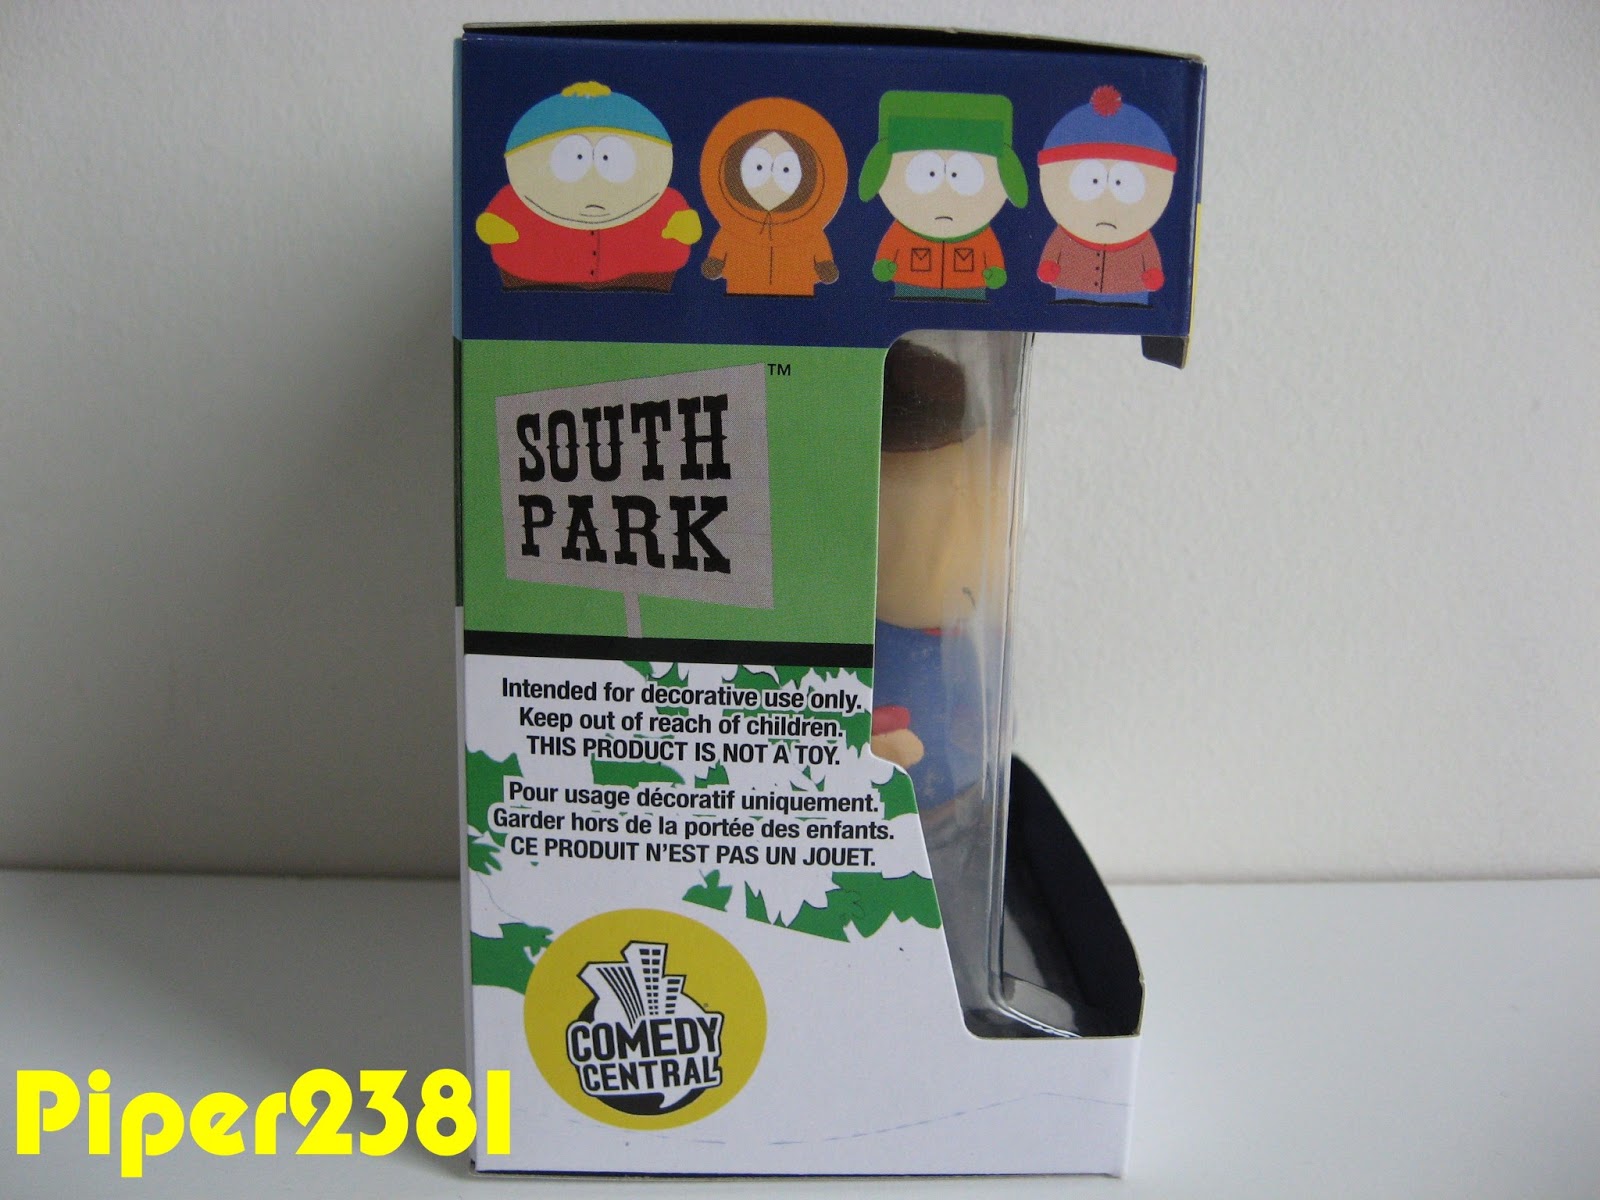 TM
SOUTH
PARK
Intended for decorative use only.
Keep out of reach of children.
THIS PRODUCT IS NOT A TOY.
Pour usage décoratif uniquement.
Garder hors de la portée des enfants.
CE PRODUIT N'EST PAS UN JOUET.
COMEDY
CENTRAL
Piper2381